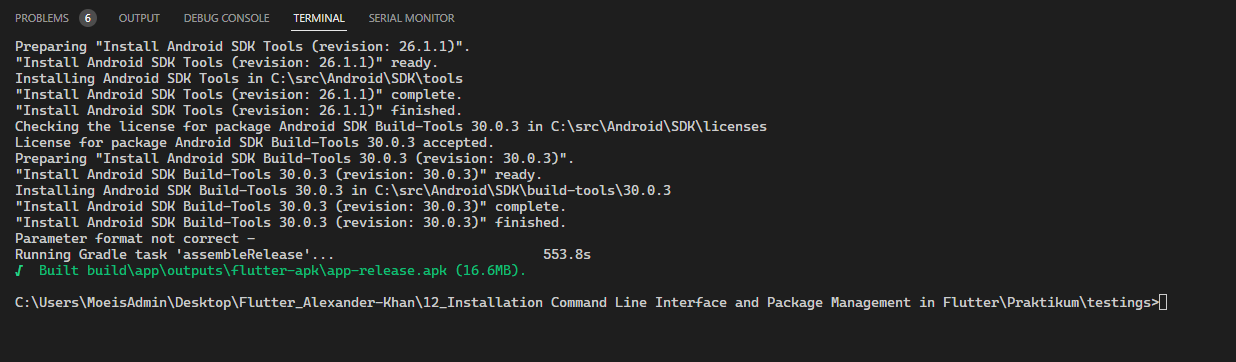 PROBLEMS 6 OUTPUT DEBUG CONSOLE TERMINAL SERIAL MONITOR
Preparing "Install Android SDK Tools (revision: 26.1.1)".
"Install Android SDK Tools (revision: 26.1.1)" ready.
Installing Android SDK Tools in C:\src\Android\SDK\tools
"Install Android SDK Tools (revision: 26.1.1)" complete.
"Install Android SDK Tools (revision: 26.1.1)" finished.
Checking the license for package Android SDK Build-Tools 30.0.3 in C:\src\Android\SDK\licenses
License for package Android SDK Build-Tools 30.0.3 accepted.
Preparing "Install Android SDK Build-Tools 30.0.3 (revision: 30.0.3)".
"Install Android SDK Build-Tools 30.0.3 (revision: 30.0.3)" ready.
Installing Android SDK Build-Tools 30.0.3 in C:\src\Android\SDK\build-tools\30.0.3
"Install Android SDK Build-Tools 30.0.3 (revision: 30.0.3)" complete.
"Install Android SDK Build-Tools 30.0.3 (revision: 30.0.3)" finished.
Parameter format not correct -
Running Gradle task 'assembleRelease'... 553.8s
√ Built build\app\outputs\flutter-apk\app-release.apk (16.6MB).
C:\Users\MoeisAdmin\Desktop\Flutter_Alexander-Khan\12_Installation Command Line Interface and Package Management in Flutter\Praktikum\testings>